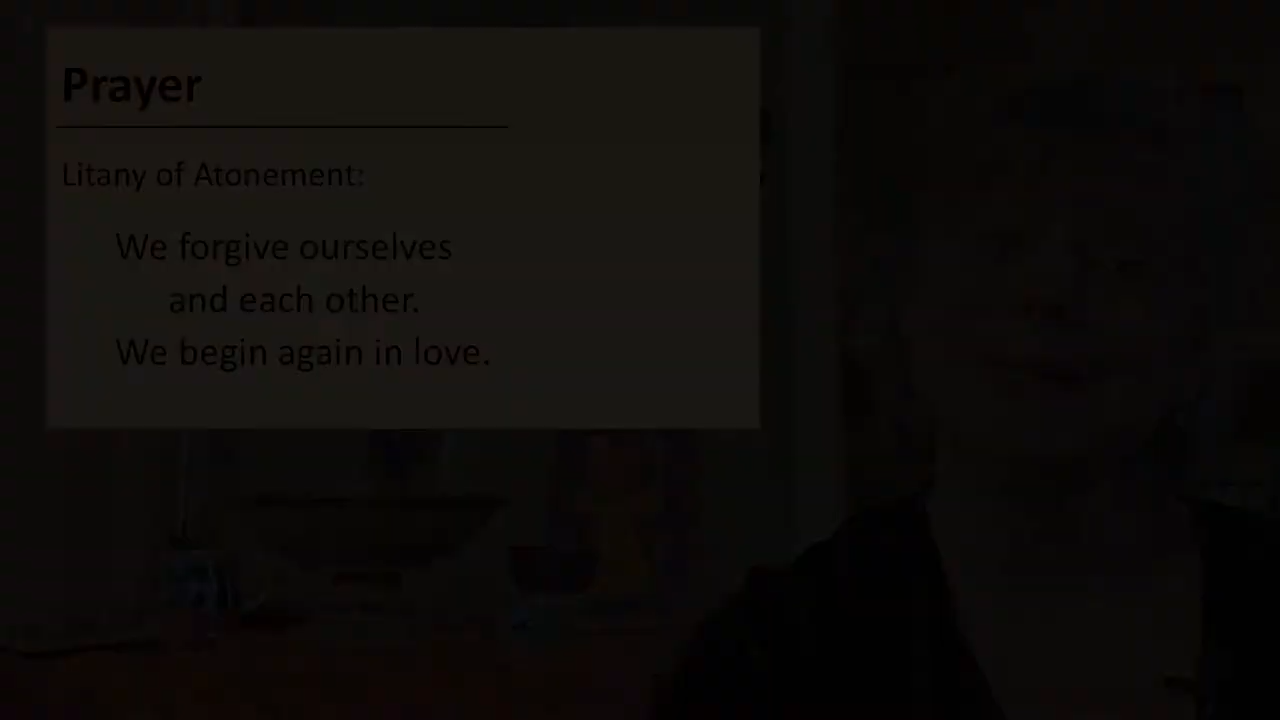 Prayer
Litany of Atonement:
We forgive ourselves
and each other.
We begin again in love.